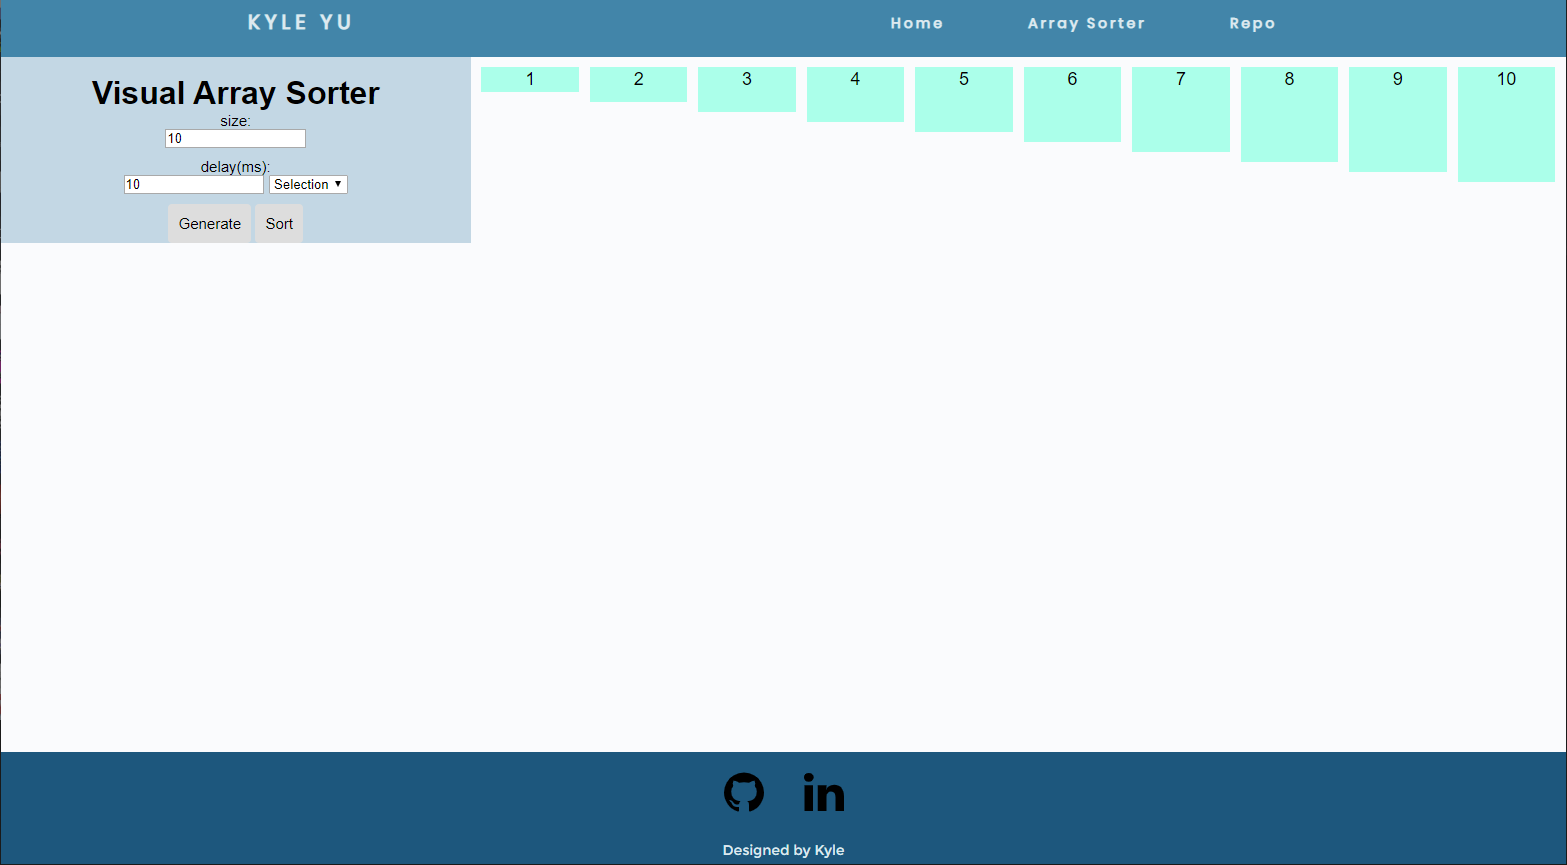 KYLE YU Home Array Sorter Repo
Visual Array Sorter
size:
10
delay(ms):
10 Selection
Generate Sort
1 2 3 4 5 6 7 8 9 10
in
Designed by Kyle